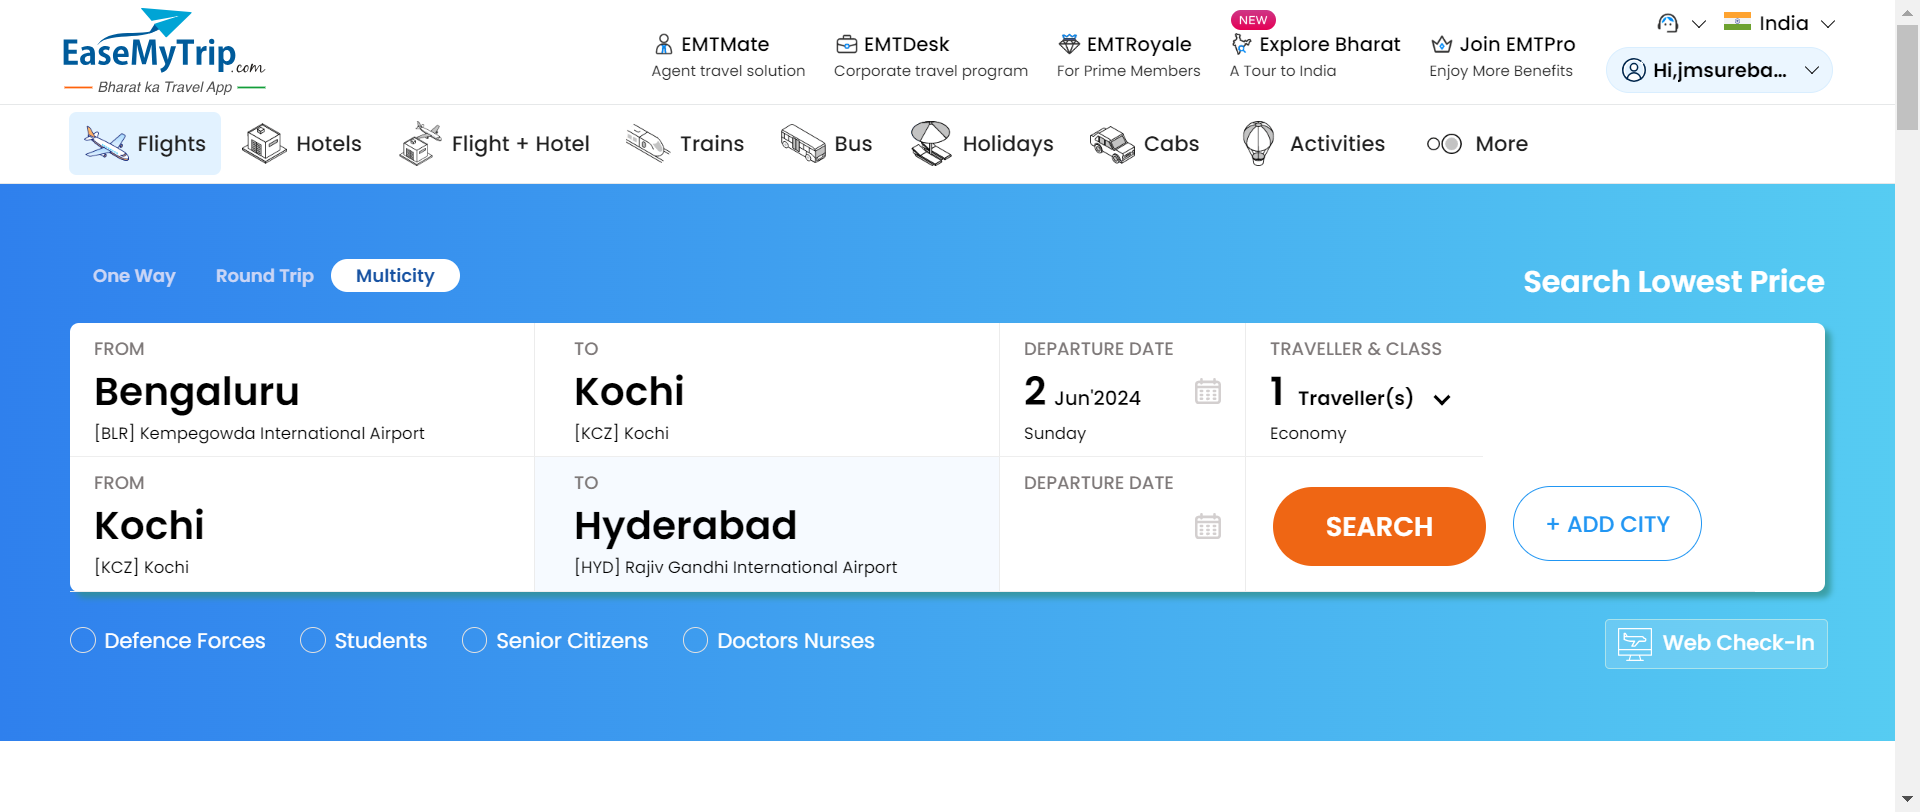 EaseMyTrip.com
Bharat ka Travel App
EMTMate
Agent travel solution
EMTDesk
Corporate travel program
EMTRoyale
For Prime Members
NEW
Explore Bharat
A Tour to India
Join EMTPro
Enjoy More Benefits
India
Hi,jmsureba...
Flights
Hotels
Flight + Hotel
Trains
Bus
Holidays
Cabs
Activities
More
One Way
Round Trip
Multicity
Search Lowest Price
FROM
Bengaluru
[BLR] Kempegowda International Airport
TO
Kochi
[KCZ] Kochi
DEPARTURE DATE
2 Jun'2024
Sunday
TRAVELLER & CLASS
1 Traveller(s)
Economy
FROM
Kochi
[KCZ] Kochi
TO
Hyderabad
[HYD] Rajiv Gandhi International Airport
DEPARTURE DATE
SEARCH
+ ADD CITY
Defence Forces
Students
Senior Citizens
Doctors Nurses
Web Check-In